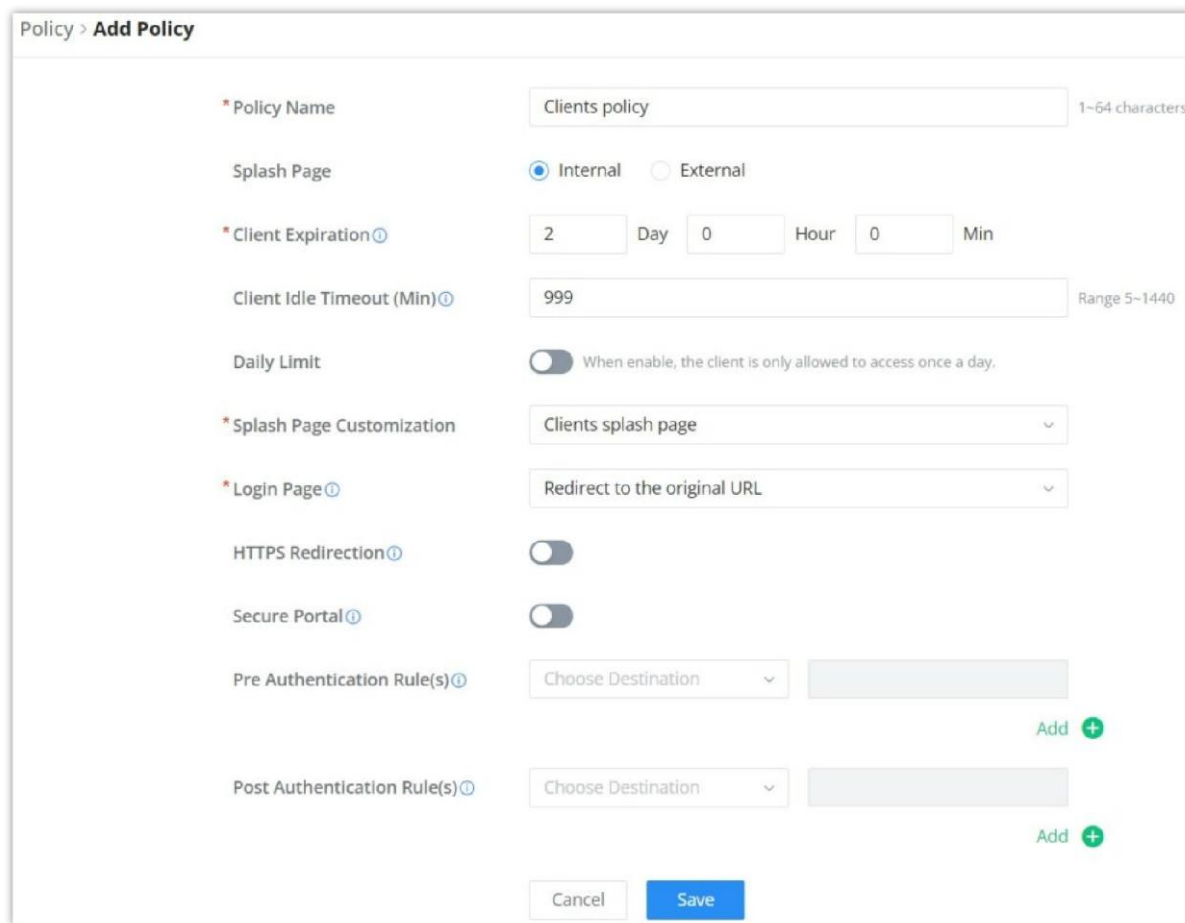 Policy > Add Policy
* Policy Name Clients policy 1~64 characters
Splash Page Internal External
* Client Expiration 2 Day 0 Hour 0 Min
Client Idle Timeout (Min) 999 Range 5~1440
Daily Limit When enable, the client is only allowed to access once a day.
* Splash Page Customization Clients splash page
* Login Page Redirect to the original URL
HTTPS Redirection
Secure Portal
Pre Authentication Rule(s) Choose Destination
Add
Post Authentication Rule(s) Choose Destination
Add
Cancel Save